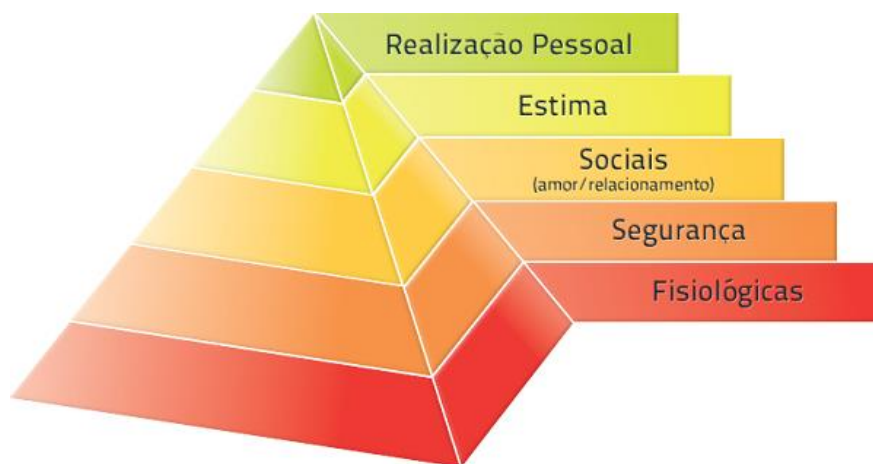 Realização Pessoal
Estima
Sociais
(amor/relacionamento)
Segurança
Fisiológicas